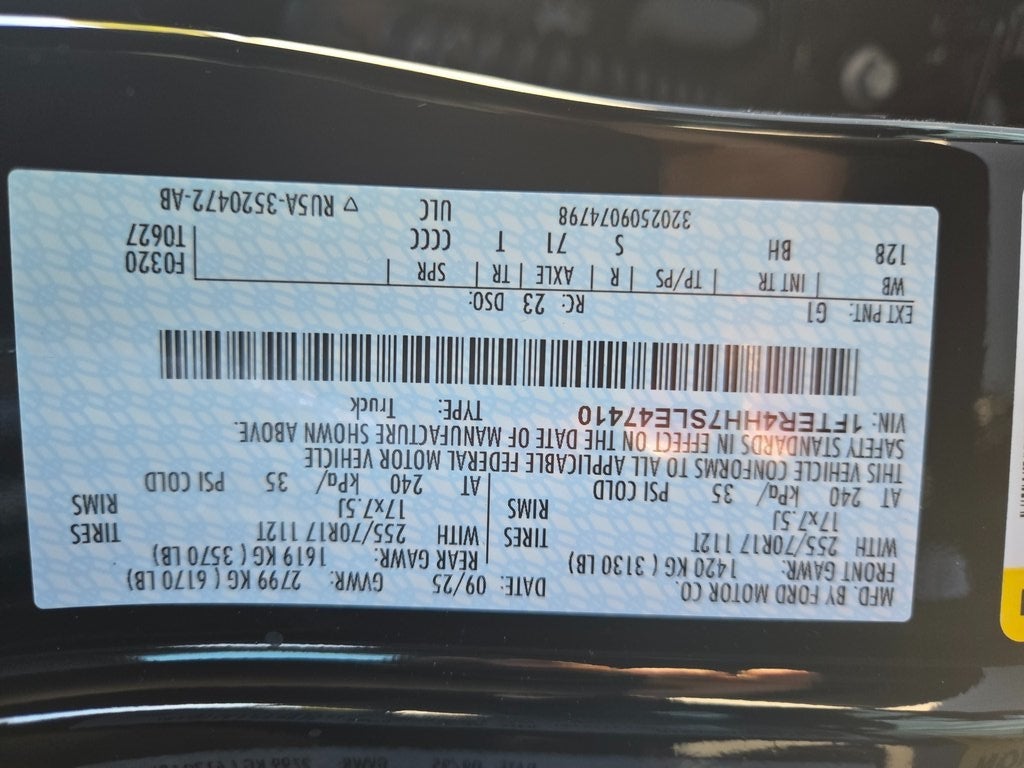 MFD. BY FORD MOTOR CO.
DATE: 09/25 GVWR: 2799 KG ( 6170 LB)
FRONT GAWR: 1420 KG ( 3130 LB) REAR GAWR: 1619 KG ( 3570 LB)
WITH 255/70R17 112T TIRES WITH 255/70R17 112T TIRES
17x7.5J RIMS 17x7.5J RIMS
AT 240 kPa/ 35 PSI COLD AT 240 kPa/ 35 PSI COLD
THIS VEHICLE CONFORMS TO ALL APPLICABLE FEDERAL MOTOR VEHICLE
SAFETY STANDARDS IN EFFECT ON THE DATE OF MANUFACTURE SHOWN ABOVE.
VIN: 1FTER4HH7SLE47410 TYPE: Truck
EXT PNT: G1 RC: 23 DSO:
WB INT TR TP/PS R AXLE TR SPR F0320
128 BH S 71 T CCCC T0627
3202509074798 ULC ▽ RU5A-3520472-AB